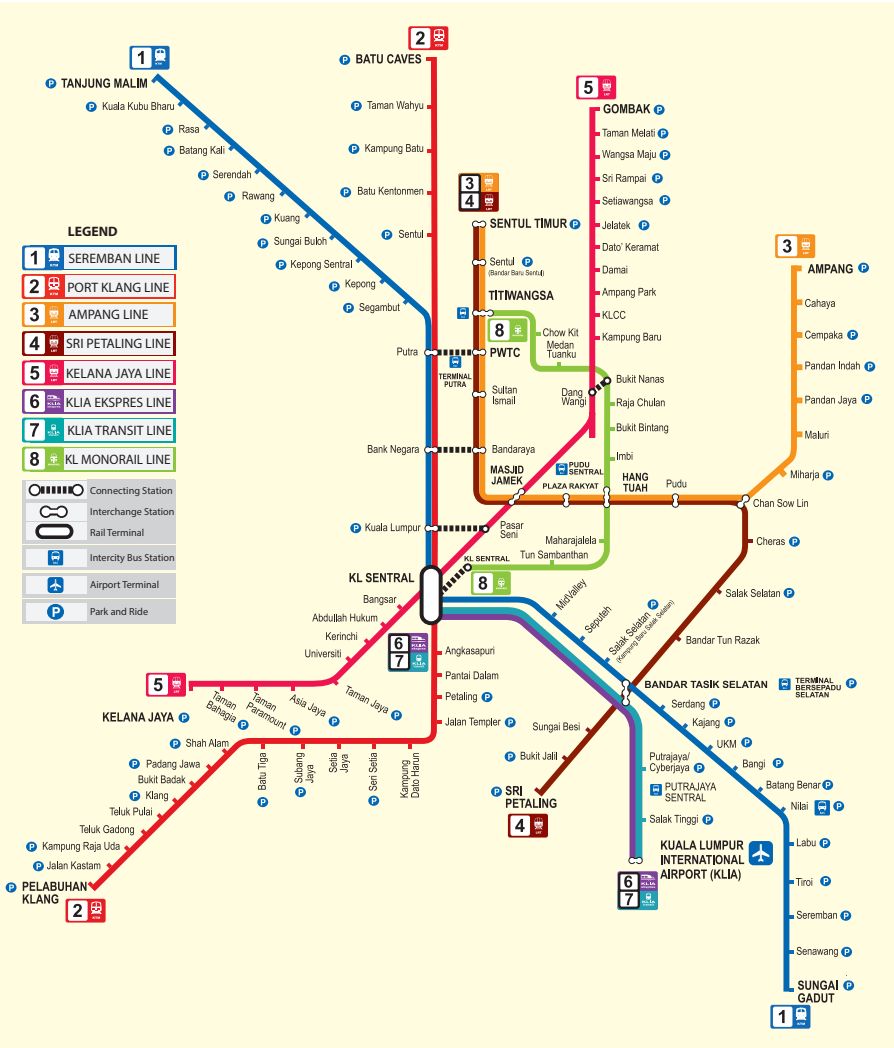 1
TANJUNG MALIM
Kuala Kubu Bharu
Rasa
Batang Kali
Serendah
Rawang
Kuang
Sungai Buloh
Kepong Sentral
Kepong
Segambut
2
BATU CAVES
Taman Wahyu
Kampung Batu
Batu Kentonmen
Sentul
Putra
Bank Negara
Kuala Lumpur
3
4
SENTUL TIMUR
Sentul
(Bandar Baru Sentul)
TITIWANGSA
8
PWTC
TERMINAL
PUTRA
Sultan
Ismail
Bandaraya
MASJID
JAMEK
Chow Kit
Medan
Tuanku
5
GOMBAK
Taman Melati
Wangsa Maju
Sri Rampai
Setiawangsa
Jelatek
Dato' Keramat
Damai
Ampang Park
KLCC
Kampung Baru
Dang
Wangi
Bukit Nanas
Raja Chulan
Bukit Bintang
Imbi
PUDU
SENTRAL
PLAZA RAKYAT
HANG
TUAH
Pudu
3
AMPANG
Cahaya
Cempaka
Pandan Indah
Pandan Jaya
Maluri
Miharja
Chan Sow Lin
Cheras
Salak Selatan
Bandar Tun Razak
LEGEND
1 SEREMBAN LINE
2 PORT KLANG LINE
3 AMPANG LINE
4 SRI PETALING LINE
5 KELANA JAYA LINE
6 KLIA EKSPRES LINE
7 KLIA TRANSIT LINE
8 KL MONORAIL LINE
Connecting Station
Interchange Station
Rail Terminal
Intercity Bus Station
Airport Terminal
P Park and Ride
Pasar
Seni
Maharajalela
Tun Sambanthan
KL SENTRAL
8
KL SENTRAL
6
7
Bangsar
Abdullah Hukum
Kerinchi
Universiti
Taman Jaya
Asia Jaya
Taman
Paramount
Taman
Bahagia
5
KELANA JAYA
Angkasapuri
Pantai Dalam
Petaling
Jalan Templer
Kampung
Dato Harun
Seri Setia
Setia
Jaya
Subang
Jaya
Batu Tiga
Shah Alam
Padang Jawa
Bukit Badak
Klang
Teluk Pulai
Teluk Gadong
Kampung Raja Uda
Jalan Kastam
PELABUHAN
KLANG
2
MidValley
Seputeh
Salak Selatan
(Kampung Baru Salak Selatan)
BANDAR TASIK SELATAN
TERMINAL
BERSEPADU
SELATAN
Sungai Besi
Bukit Jalil
SRI
PETALING
4
Serdang
Kajang
UKM
Bangi
Batang Benar
Nilai
Labu
Tiroi
Seremban
Senawang
SUNGAI
GADUT
1
Putrajaya/
Cyberjaya
PUTRAJAYA
SENTRAL
Salak Tinggi
KUALA LUMPUR
INTERNATIONAL
AIRPORT (KLIA)
6
7